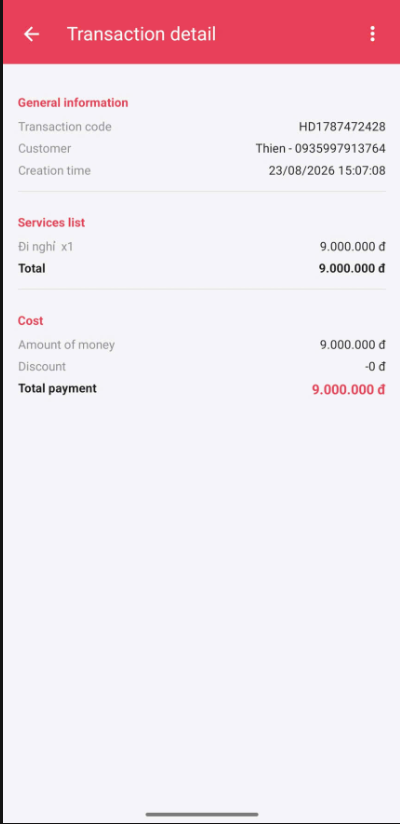 Transaction detail
General information
Transaction code HD1787472428
Customer Thien - 0935997913764
Creation time 23/08/2026 15:07:08
Services list
Đi nghí x1 9.000.000 đ
Total 9.000.000 đ
Cost
Amount of money 9.000.000 đ
Discount -0 đ
Total payment 9.000.000 đ